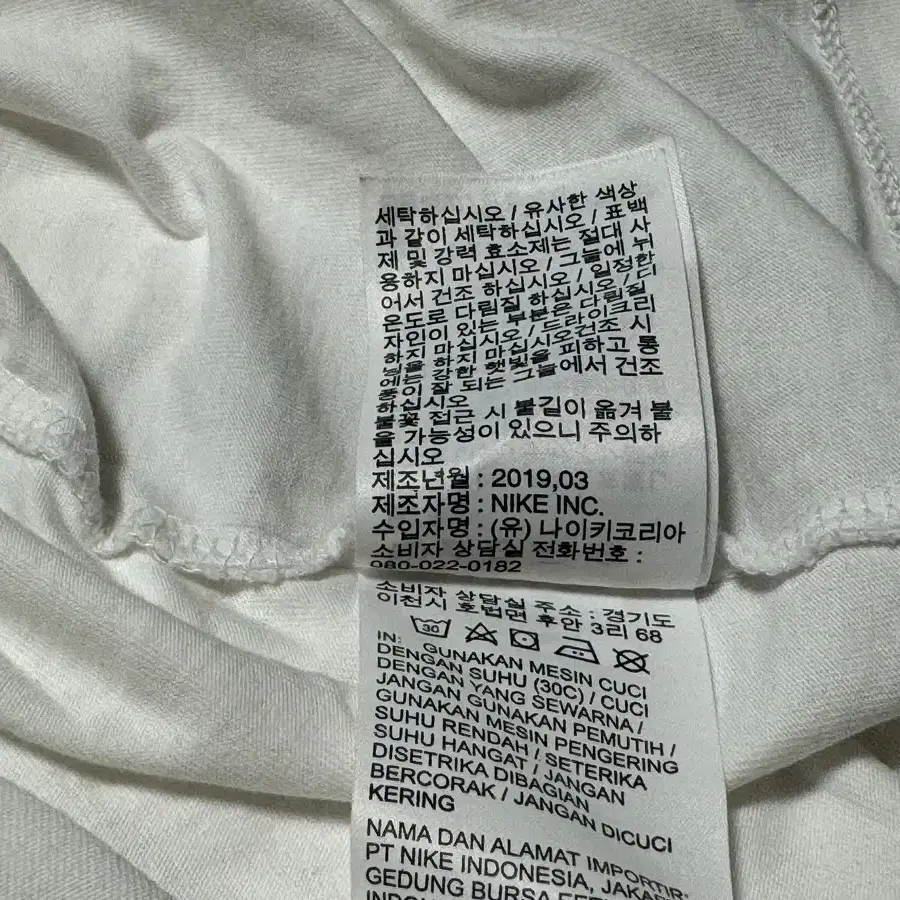 세탁하십시오 / 유사한 색상
과 같이 세탁하십시오 / 표백
제 및 강력 효소제는 절대 사
용하지 마십시오 / 그늘에 뉘
어서 건조 하십시오 / 일정한
온도로 다림질 하십시오 / 디
자인이 있는 부분은 다림질
하지 마십시오 / 드라이크리
닝을 하지 마십시오건조 시
에는 강한 햇빛을 피하고 통
풍이 잘 되는 그늘에서 건조
하십시오
불꽃 접근 시 불길이 옮겨 붙
을 가능성이 있으니 주의하
십시오
제조년월 : 2019,03
제조자명 : NIKE INC.
수입자명 : (유) 나이키코리아
소비자 상담실 전화번호 :
080-022-0182
소비자 상담실 주소 : 경기도
이천시 호법면 후안 3리 68
30
IN: GUNAKAN MESIN CUCI
DENGAN SUHU (30C) / CUCI
DENGAN YANG SEWARNA /
JANGAN GUNAKAN PEMUTIH /
GUNAKAN MESIN PENGERING
SUHU RENDAH / SETERIKA
SUHU HANGAT / JANGAN
DISETRIKA DIBAGIAN
BERCORAK / JANGAN DICUCI
KERING
NAMA DAN ALAMAT IMPORTIR:
PT NIKE INDONESIA,
GEDUNG BURSA